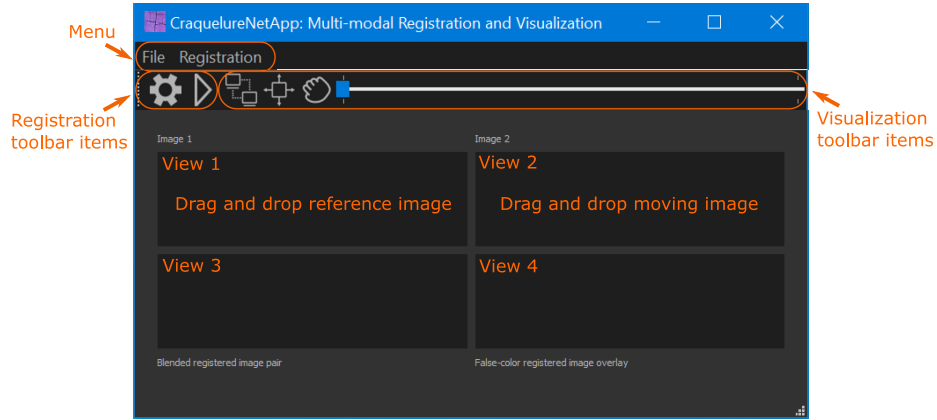 CraquelureNetApp: Multi-modal Registration and Visualization
Menu
File Registration
Registration
toolbar items
Visualization
toolbar items
Image 1
Image 2
View 1
View 2
Drag and drop reference image
Drag and drop moving image
View 3
View 4
Blended registered image pair
False-color registered image overlay